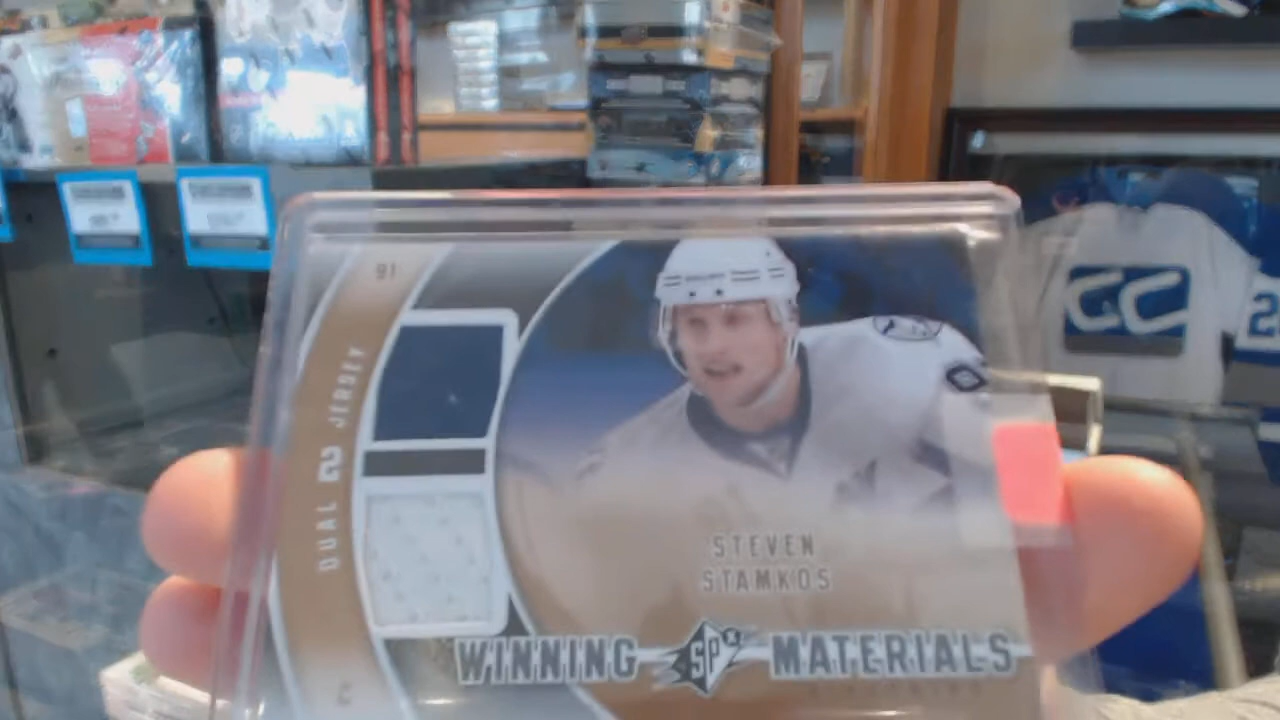 91
DUAL 2 JERSEY
C
STEVEN
STAMKOS
WINNING SPx MATERIALS